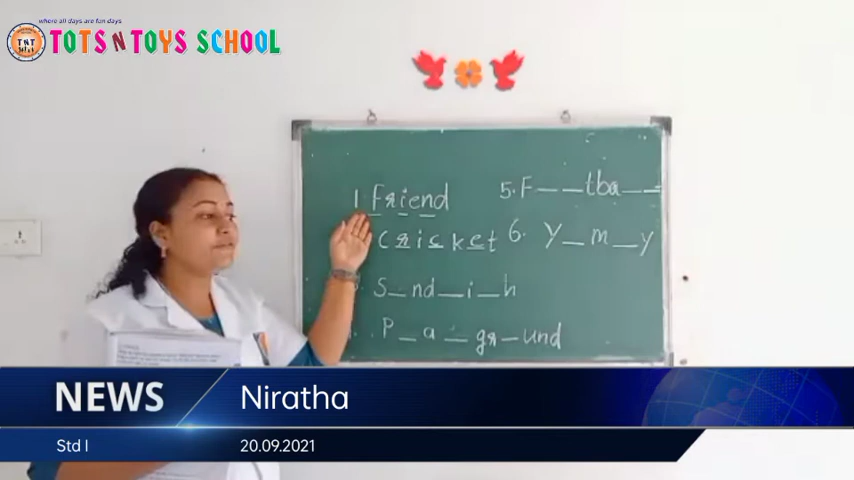 where all days are fun days
TOTS N TOYS SCHOOL
TNT
1 Friend
Cricket
S_nd_i_h
P_a_gr_und
5. F__tba__
6. Y_m_y
NEWS
Niratha
Std I
20.09.2021